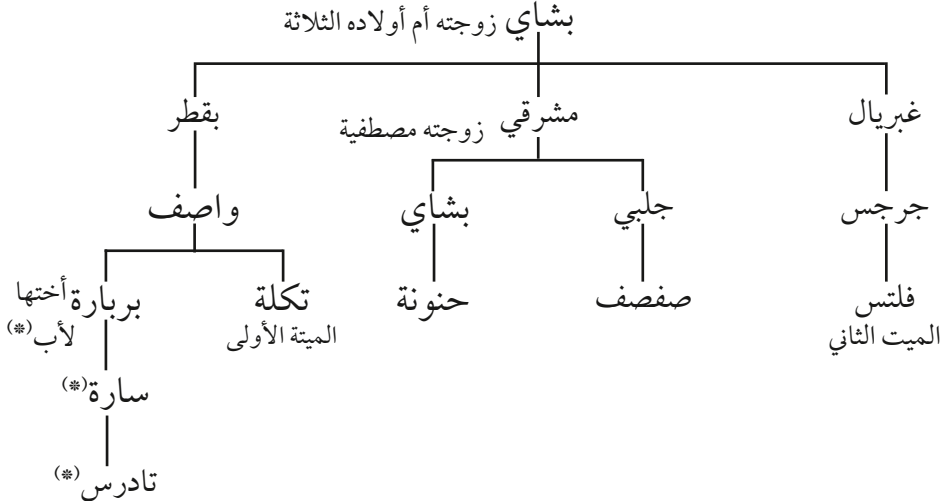 بشاي زوجته أم أولاده الثلاثة
غبريال مشرقي زوجته مصطفية بقطر
جرجس جلبي بشاي واصف
فلتس صفصف حنونة تكلة بربارة أختها
الميت الثاني الميتة الأولى لأب(*)
سارة(*)
تادرس(*)